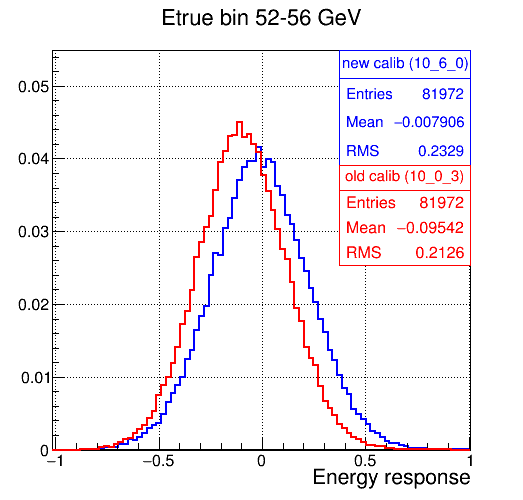 Etrue bin 52-56 GeV
new calib (10_6_0)
Entries 81972
Mean −0.007906
RMS 0.2329
old calib (10_0_3)
Entries 81972
Mean −0.09542
RMS 0.2126
0.05
0.04
0.03
0.02
0.01
0
−1 −0.5 0 0.5 1
Energy response